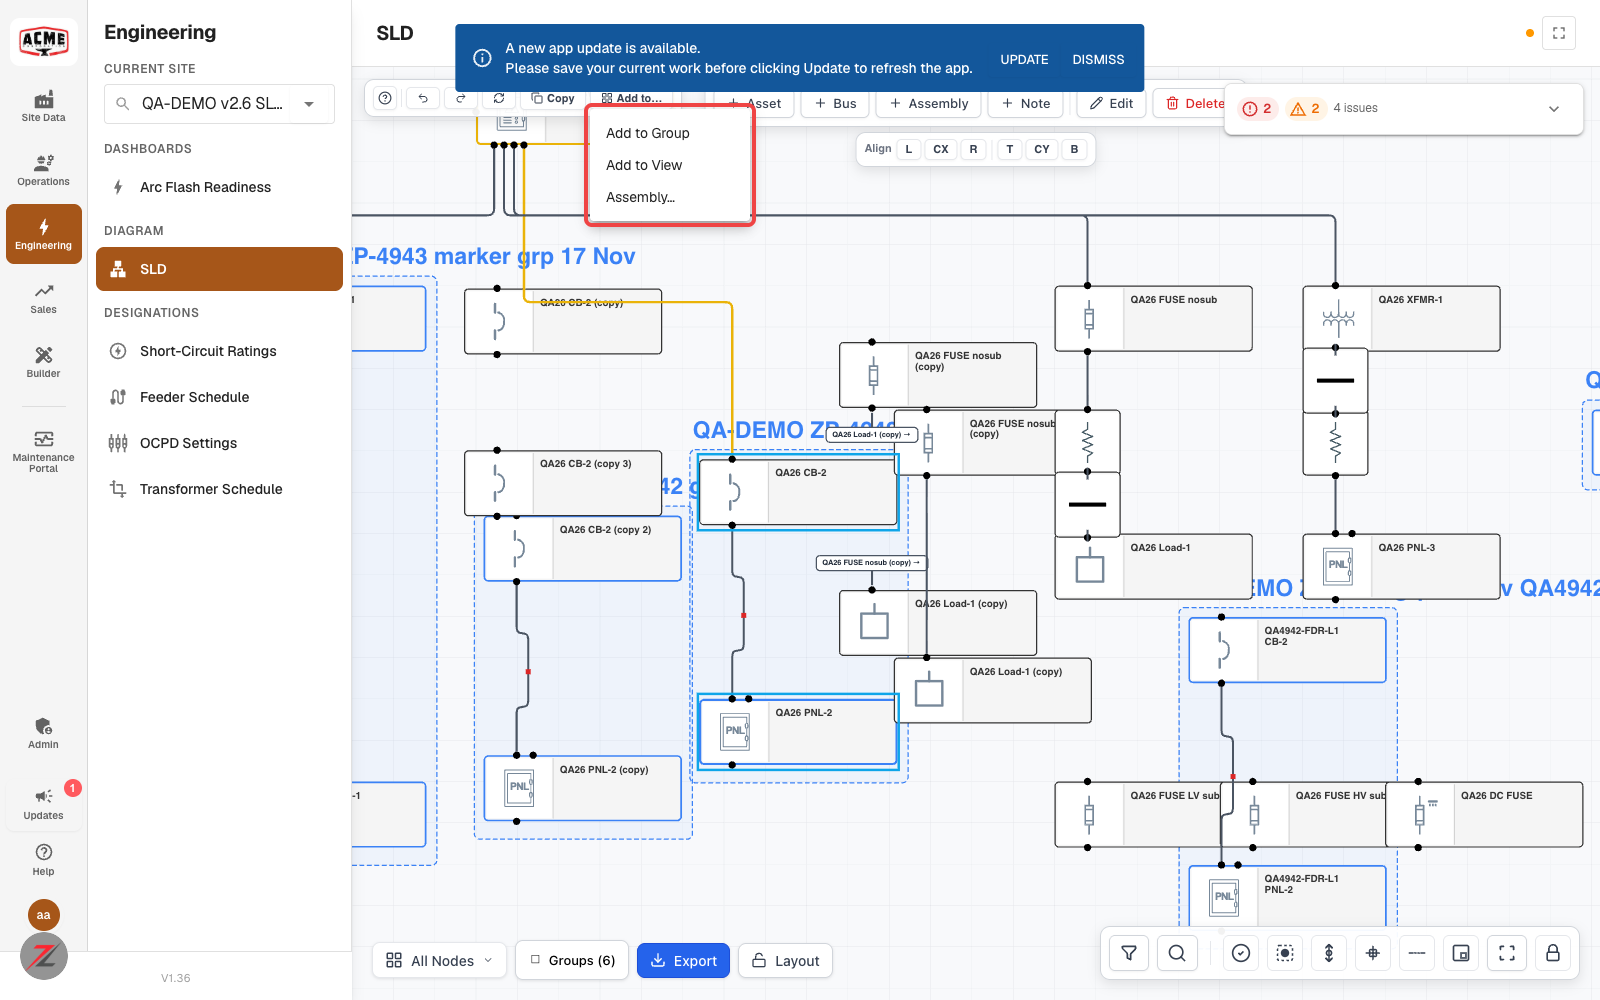 ACME
Site Data
Operations
Engineering
Sales
Builder
Maintenance
Portal
Admin
1
Updates
Help
aa
Engineering
CURRENT SITE
QA-DEMO v2.6 SL...
DASHBOARDS
Arc Flash Readiness
DIAGRAM
SLD
DESIGNATIONS
Short-Circuit Ratings
Feeder Schedule
OCPD Settings
Transformer Schedule
V1.36
SLD
A new app update is available.
Please save your current work before clicking Update to refresh the app.
UPDATE
DISMISS
Copy
Add to...
Asset
Bus
Assembly
Note
Edit
Delete
2
2
4 issues
Add to Group
Add to View
Assembly...
Align
L
CX
R
T
CY
B
ZP-4943 marker grp 17 Nov
QA26 CB-2 (copy)
QA26 FUSE nosub
QA26 XFMR-1
QA26 FUSE nosub
(copy)
QA-DEMO ZP-4949
QA26 Load-1 (copy) →
QA26 FUSE nosub
(copy)
QA26 CB-2 (copy 3)
QA26 CB-2
42 g
QA26 CB-2 (copy 2)
QA26 Load-1
PNL
QA26 PNL-3
QA26 FUSE nosub (copy) →
EMO Z
v QA4942
QA26 Load-1 (copy)
QA4942-FDR-L1
CB-2
QA26 Load-1 (copy)
PNL
QA26 PNL-2
PNL
QA26 PNL-2 (copy)
-1
QA26 FUSE LV sub
QA26 FUSE HV sub
QA26 DC FUSE
PNL
QA4942-FDR-L1
PNL-2
All Nodes
Groups (6)
Export
Layout